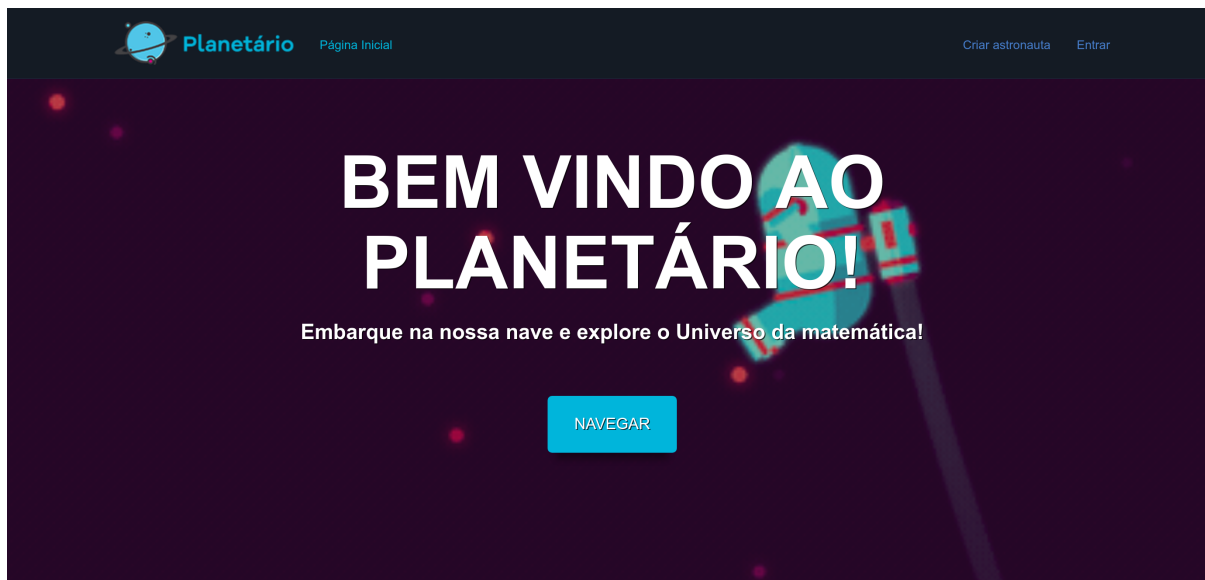 Planetário
Página Inicial
Criar astronauta
Entrar
BEM VINDO AO
PLANETÁRIO!
Embarque na nossa nave e explore o Universo da matemática!
NAVEGAR